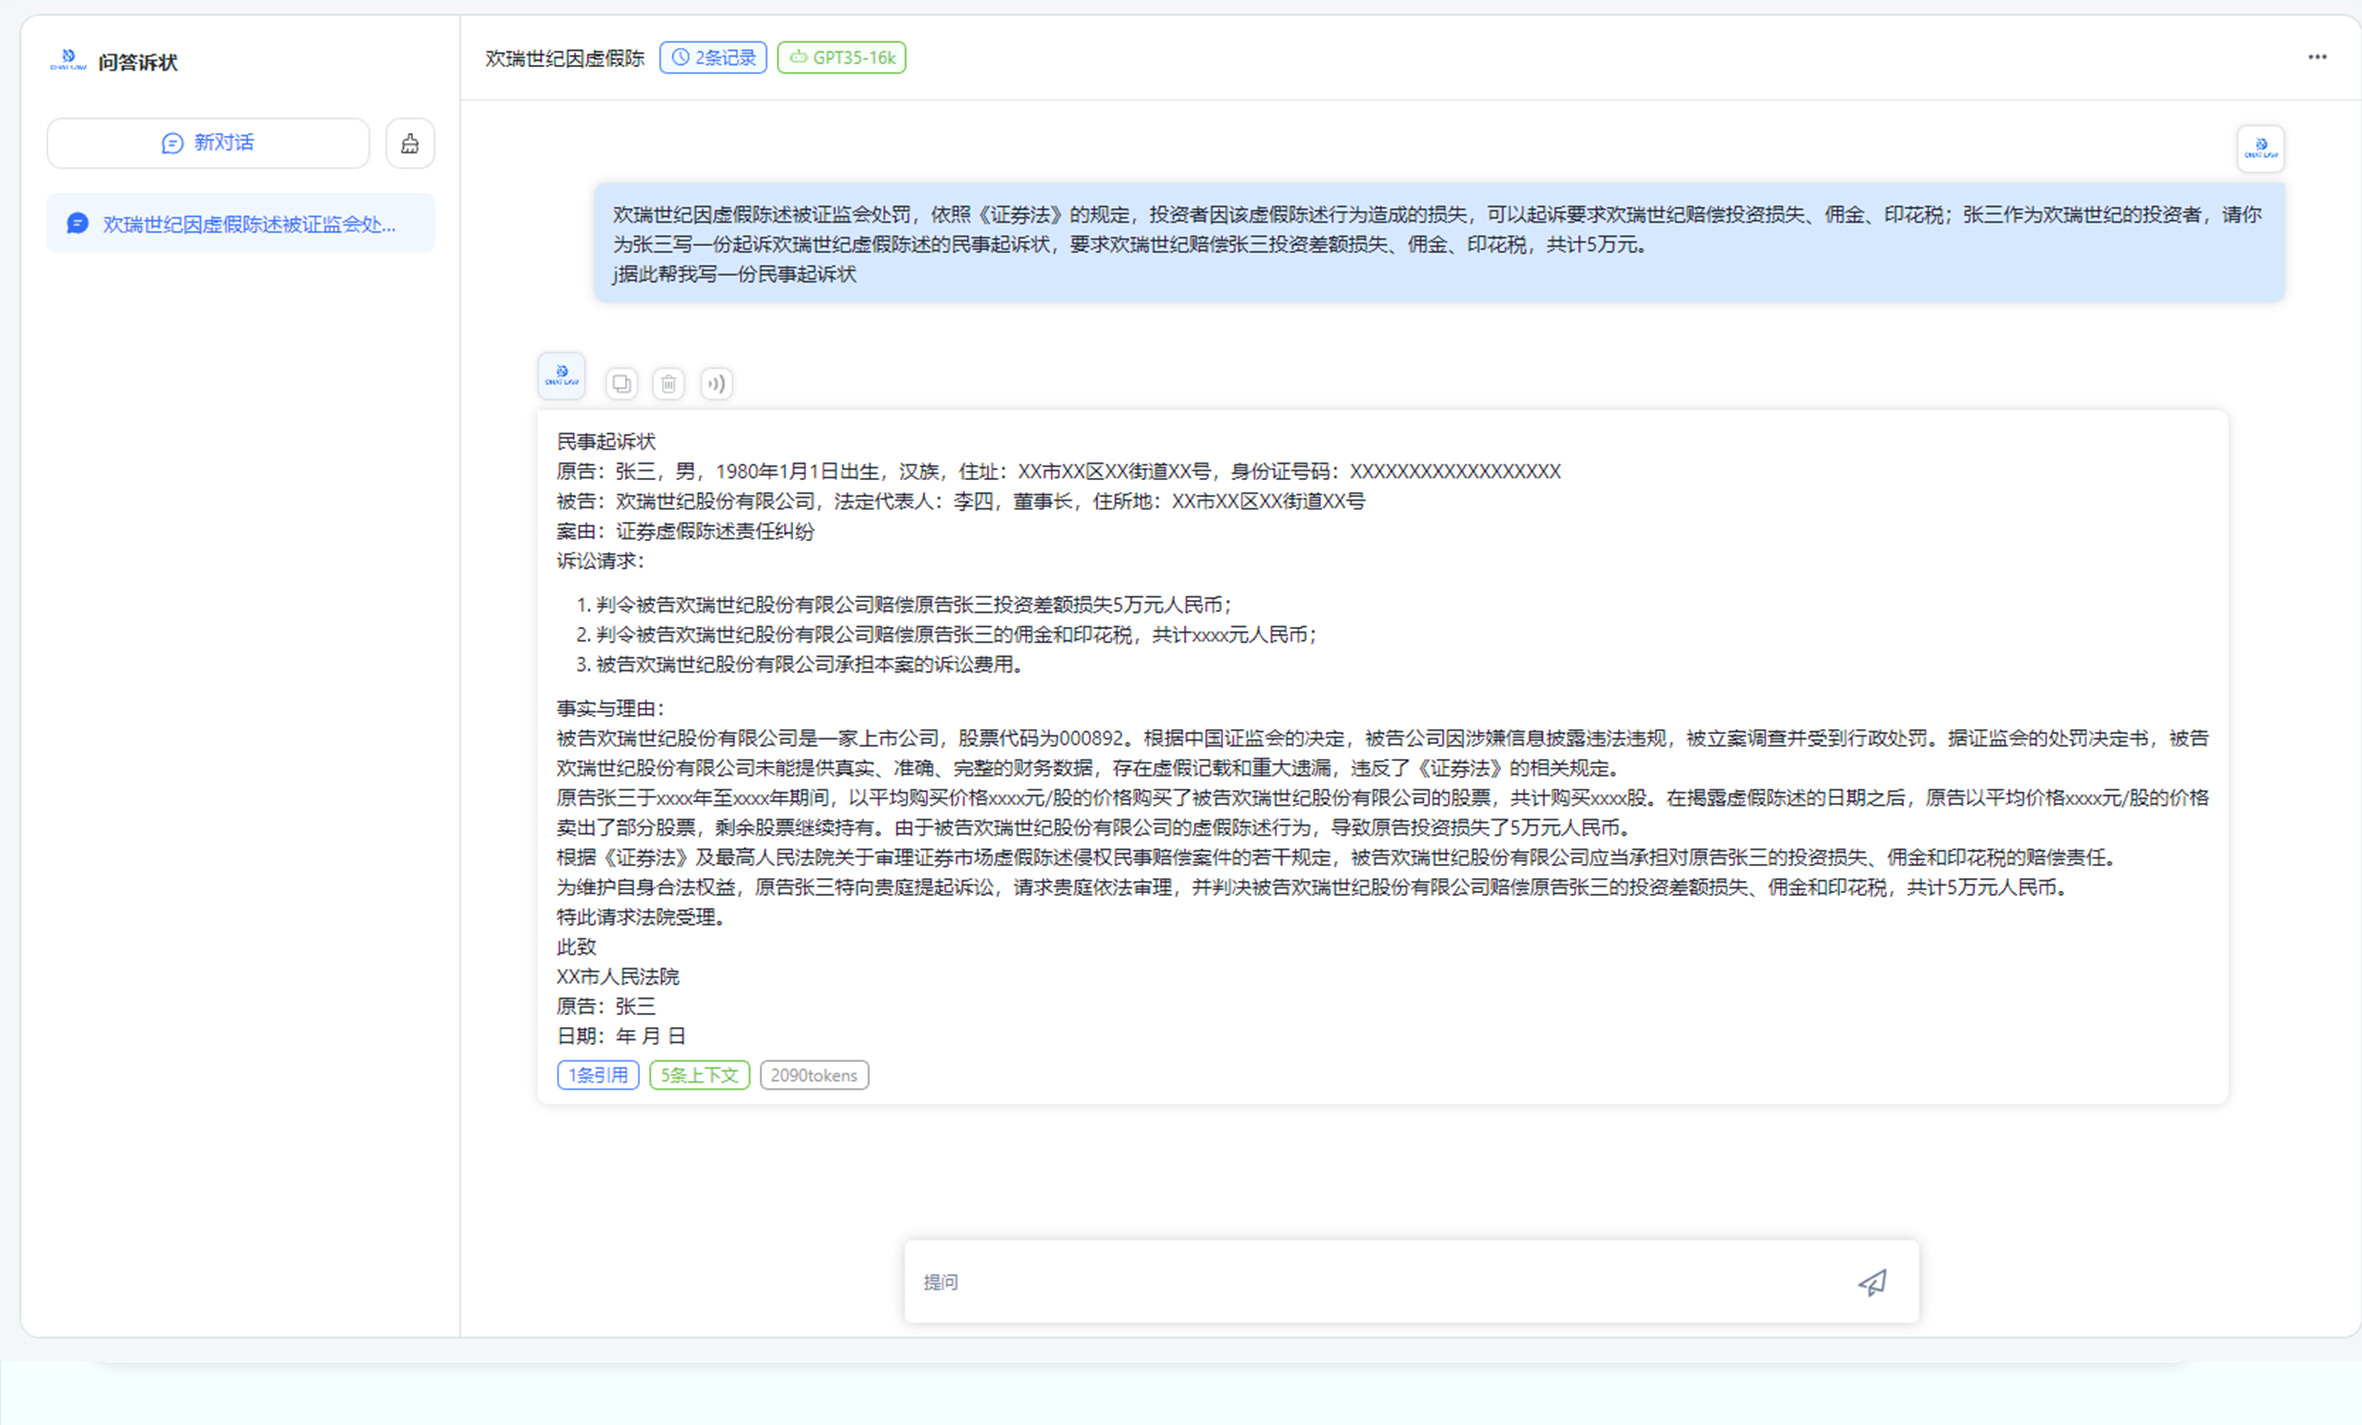 CHAT LAW 问答诉状
欢瑞世纪因虚假陈 2条记录 GPT35-16k
新对话
欢瑞世纪因虚假陈述被证监会处...
CHAT LAW
欢瑞世纪因虚假陈述被证监会处罚，依照《证券法》的规定，投资者因该虚假陈述行为造成的损失，可以起诉要求欢瑞世纪赔偿投资损失、佣金、印花税；张三作为欢瑞世纪的投资者，请你
为张三写一份起诉欢瑞世纪虚假陈述的民事起诉状，要求欢瑞世纪赔偿张三投资差额损失、佣金、印花税，共计5万元。
j据此帮我写一份民事起诉状
CHAT LAW
民事起诉状
原告：张三，男，1980年1月1日出生，汉族，住址：XX市XX区XX街道XX号，身份证号码：XXXXXXXXXXXXXXXXXX
被告：欢瑞世纪股份有限公司，法定代表人：李四，董事长，住所地：XX市XX区XX街道XX号
案由：证券虚假陈述责任纠纷
诉讼请求：
1. 判令被告欢瑞世纪股份有限公司赔偿原告张三投资差额损失5万元人民币；
2. 判令被告欢瑞世纪股份有限公司赔偿原告张三的佣金和印花税，共计xxxx元人民币；
3. 被告欢瑞世纪股份有限公司承担本案的诉讼费用。
事实与理由：
被告欢瑞世纪股份有限公司是一家上市公司，股票代码为000892。根据中国证监会的决定，被告公司因涉嫌信息披露违法违规，被立案调查并受到行政处罚。据证监会的处罚决定书，被告
欢瑞世纪股份有限公司未能提供真实、准确、完整的财务数据，存在虚假记载和重大遗漏，违反了《证券法》的相关规定。
原告张三于xxxx年至xxxx年期间，以平均购买价格xxxx元/股的价格购买了被告欢瑞世纪股份有限公司的股票，共计购买xxxx股。在揭露虚假陈述的日期之后，原告以平均价格xxxx元/股的价格
卖出了部分股票，剩余股票继续持有。由于被告欢瑞世纪股份有限公司的虚假陈述行为，导致原告投资损失了5万元人民币。
根据《证券法》及最高人民法院关于审理证券市场虚假陈述侵权民事赔偿案件的若干规定，被告欢瑞世纪股份有限公司应当承担对原告张三的投资损失、佣金和印花税的赔偿责任。
为维护自身合法权益，原告张三特向贵庭提起诉讼，请求贵庭依法审理，并判决被告欢瑞世纪股份有限公司赔偿原告张三的投资差额损失、佣金和印花税，共计5万元人民币。
特此请求法院受理。
此致
XX市人民法院
原告：张三
日期：年 月 日
1条引用 5条上下文 2090tokens
提问